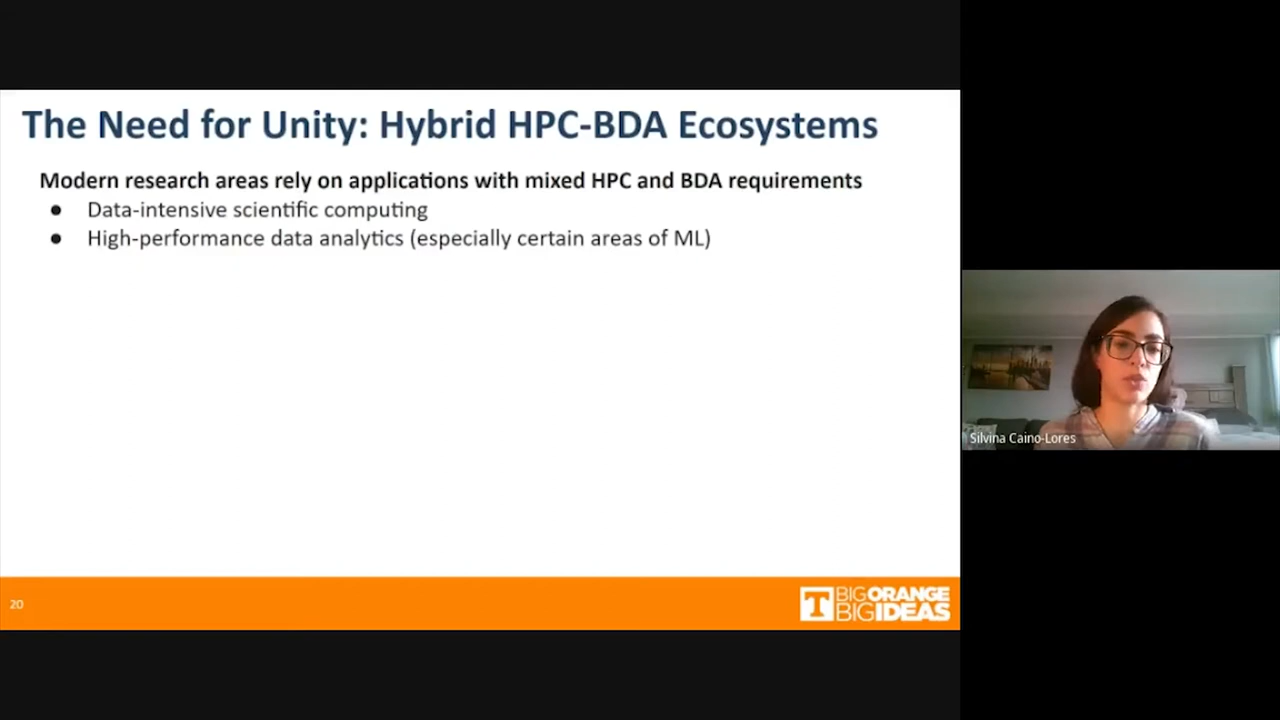 The Need for Unity: Hybrid HPC-BDA Ecosystems
Modern research areas rely on applications with mixed HPC and BDA requirements
● Data-intensive scientific computing
● High-performance data analytics (especially certain areas of ML)
20
T BIG ORANGE
BIG IDEAS
Silvina Caino-Lores